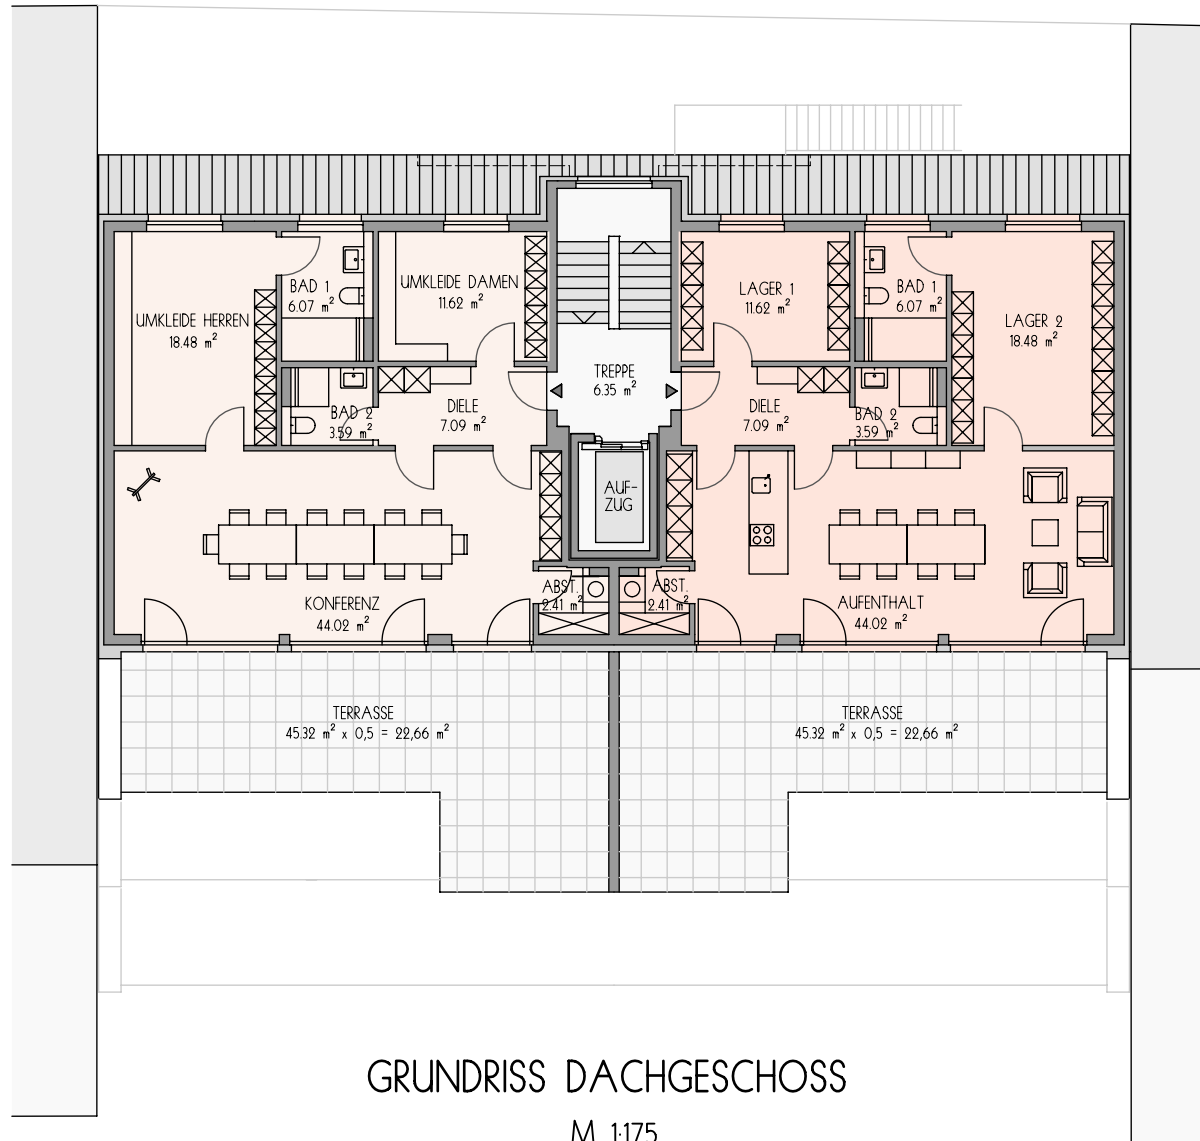 UMKLEIDE HERREN
18.48 m²
BAD 1
6.07 m²
UMKLEIDE DAMEN
11.62 m²
LAGER 1
11.62 m²
BAD 1
6.07 m²
LAGER 2
18.48 m²
TREPPE
6.35 m²
BAD 2
3.59 m²
DIELE
7.09 m²
DIELE
7.09 m²
BAD 2
3.59 m²
AUF-
ZUG
KONFERENZ
44.02 m²
ABST.
2.41 m²
ABST.
2.41 m²
AUFENTHALT
44.02 m²
TERRASSE
45.32 m² x 0,5 = 22,66 m²
TERRASSE
45.32 m² x 0,5 = 22,66 m²
GRUNDRISS DACHGESCHOSS
M 1:175